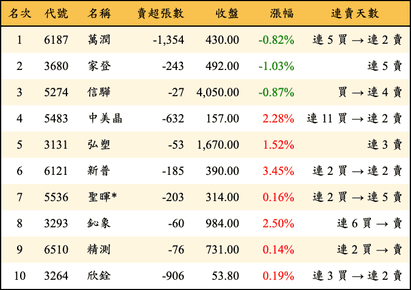 名次 代號 名稱 賣超張數 收盤 漲幅 連賣天數
1 6187 萬潤 -1,354 430.00 -0.82% 連 5 買 → 連 2 賣
2 3680 家登 -243 492.00 -1.03% 連 5 賣
3 5274 信驊 -27 4,050.00 -0.87% 買 → 連 4 賣
4 5483 中美晶 -632 157.00 2.28% 連 11 買 → 連 2 賣
5 3131 弘塑 -53 1,670.00 1.52% 連 3 賣
6 6121 新普 -185 390.00 3.45% 連 2 買 → 連 2 賣
7 5536 聖暉* -203 314.00 0.16% 連 2 買 → 連 5 賣
8 3293 鈊象 -60 984.00 2.50% 連 6 買 → 賣
9 6510 精測 -76 731.00 0.14% 連 2 買 → 賣
10 3264 欣銓 -906 53.80 0.19% 連 3 買 → 連 2 賣